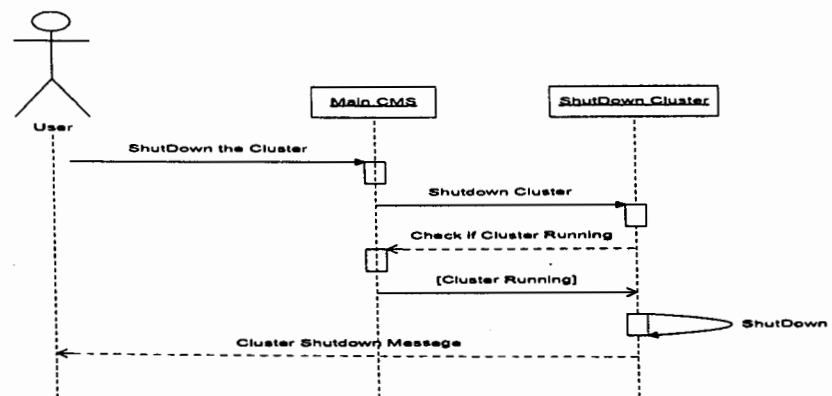 Main CMS
ShutDown Cluster
User
ShutDown the Cluster
Shutdown Cluster
Check if Cluster Running
[Cluster Running]
ShutDown
Cluster Shutdown Message